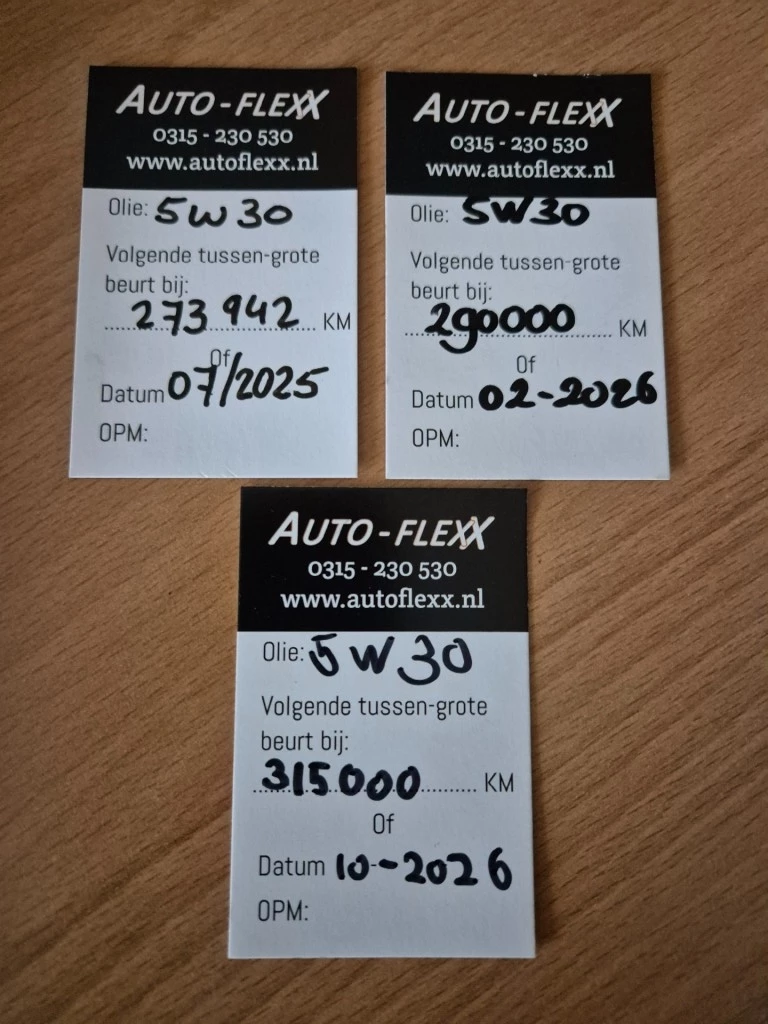 AUTO-FLEXX
0315 - 230 530
www.autoflexx.nl
Olie: 5W30
Volgende tussen-grote
beurt bij:
273942 KM
Of
Datum 07/2025
OPM:
AUTO-FLEXX
0315 - 230 530
www.autoflexx.nl
Olie: 5W30
Volgende tussen-grote
beurt bij:
290000 KM
Of
Datum 02-2026
OPM:
AUTO-FLEXX
0315 - 230 530
www.autoflexx.nl
Olie: 5W30
Volgende tussen-grote
beurt bij:
315000 KM
Of
Datum 10-2026
OPM: